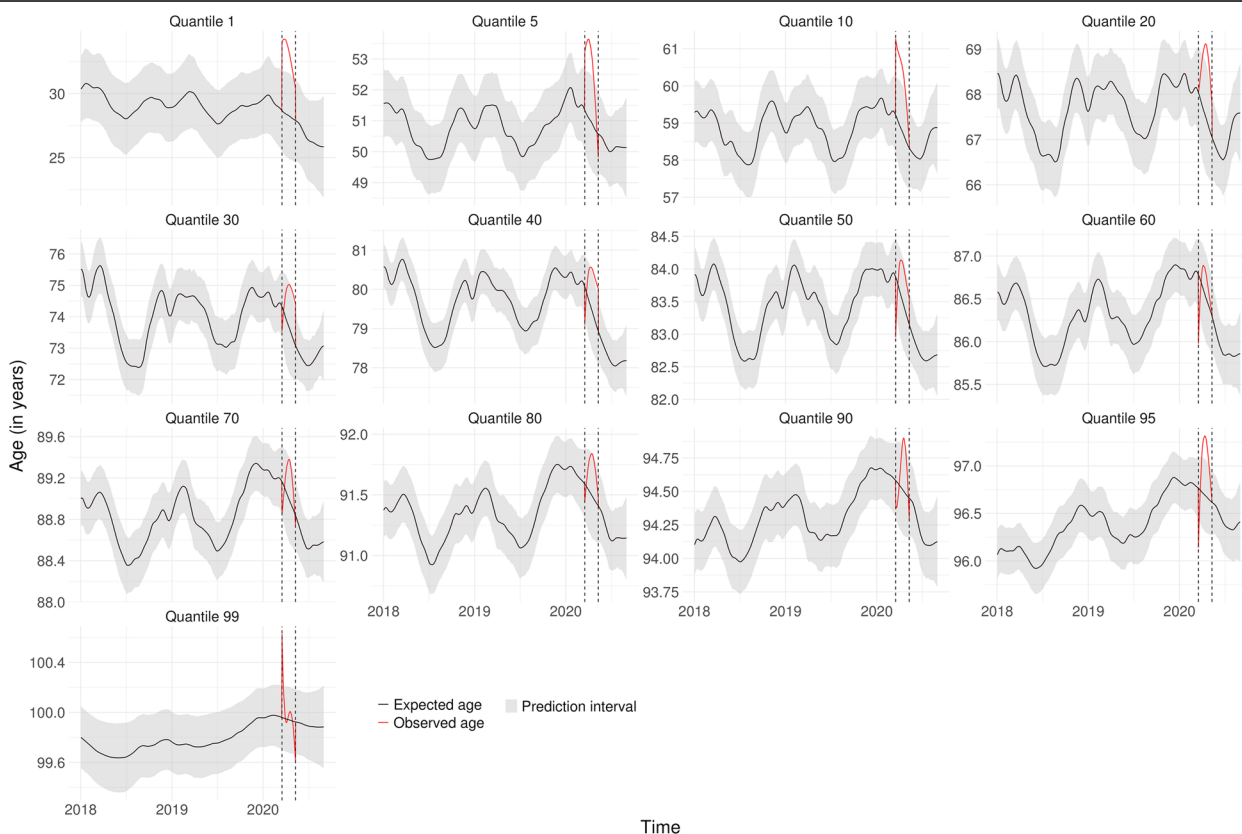 Quantile 1
Quantile 5
Quantile 10
Quantile 20
30
25
53
52
51
50
49
61
60
59
58
57
69
68
67
66
Quantile 30
Quantile 40
Quantile 50
Quantile 60
76
75
74
73
72
81
80
79
78
84.5
84.0
83.5
83.0
82.5
82.0
87.0
86.5
86.0
85.5
Age (in years)
Quantile 70
Quantile 80
Quantile 90
Quantile 95
89.6
89.2
88.8
88.4
88.0
92.0
91.5
91.0
94.75
94.50
94.25
94.00
93.75
97.0
96.5
96.0
2018 2019 2020
2018 2019 2020
2018 2019 2020
Quantile 99
100.4
100.0
99.6
2018 2019 2020
Expected age
Observed age
Prediction interval
Time